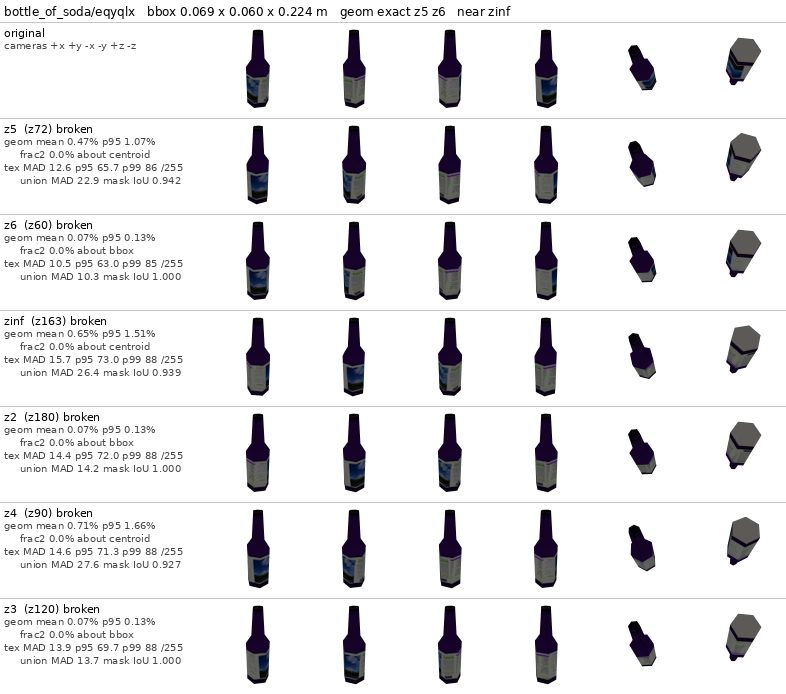 bottle_of_soda/eqyqlx bbox 0.069 x 0.060 x 0.224 m geom exact z5 z6 near zinf
original
cameras +x +y -x -y +z -z
z5 (z72) broken
geom mean 0.47% p95 1.07%
frac2 0.0% about centroid
tex MAD 12.6 p95 65.7 p99 86 /255
union MAD 22.9 mask IoU 0.942
z6 (z60) broken
geom mean 0.07% p95 0.13%
frac2 0.0% about bbox
tex MAD 10.5 p95 63.0 p99 85 /255
union MAD 10.3 mask IoU 1.000
zinf (z163) broken
geom mean 0.65% p95 1.51%
frac2 0.0% about centroid
tex MAD 15.7 p95 73.0 p99 88 /255
union MAD 26.4 mask IoU 0.939
z2 (z180) broken
geom mean 0.07% p95 0.13%
frac2 0.0% about bbox
tex MAD 14.4 p95 72.0 p99 88 /255
union MAD 14.2 mask IoU 1.000
z4 (z90) broken
geom mean 0.71% p95 1.66%
frac2 0.0% about centroid
tex MAD 14.6 p95 71.3 p99 88 /255
union MAD 27.6 mask IoU 0.927
z3 (z120) broken
geom mean 0.07% p95 0.13%
frac2 0.0% about bbox
tex MAD 13.9 p95 69.7 p99 88 /255
union MAD 13.7 mask IoU 1.000